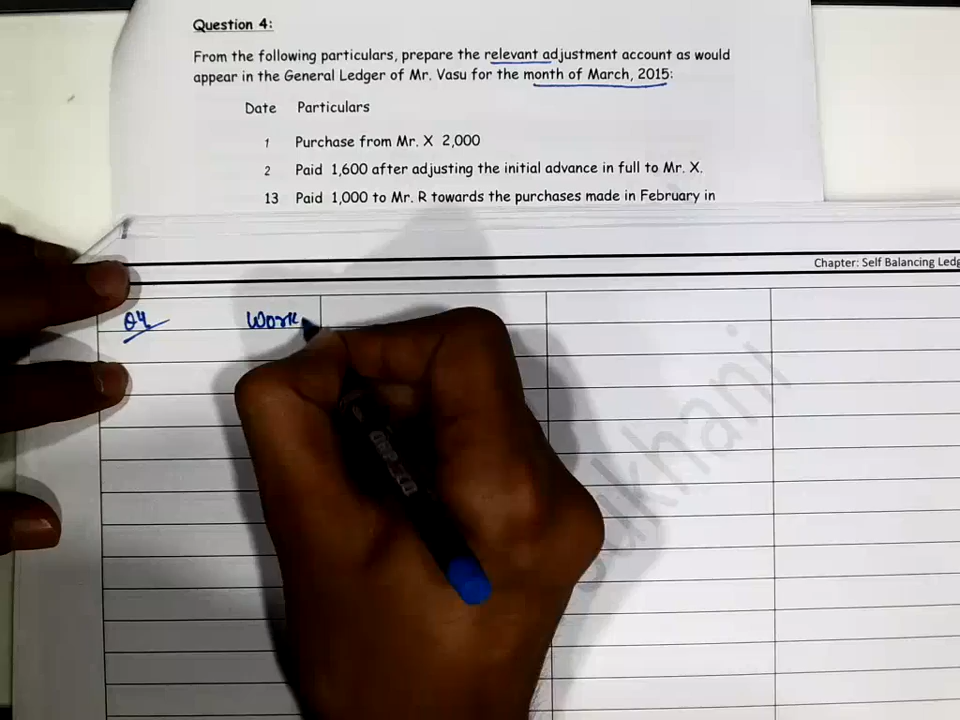 Question 4:
From the following particulars, prepare the relevant adjustment account as would
appear in the General Ledger of Mr. Vasu for the month of March, 2015:
Date Particulars
1 Purchase from Mr. X 2,000
2 Paid 1,600 after adjusting the initial advance in full to Mr. X.
13 Paid 1,000 to Mr. R towards the purchases made in February in
Chapter: Self Balancing Ledg
Q4 Work